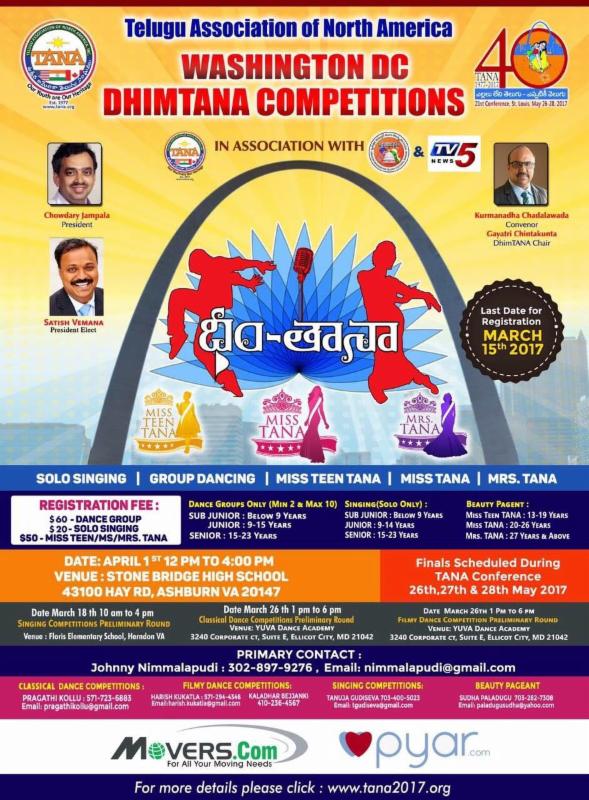 Telugu Association of North America
WASHINGTON DC
DHIMTANA COMPETITIONS
TANA
Our Youth are Our Heritage
Est. 1977
www.tana.org
40
TANA
1977-2017
ఎల్లలు లేని తెలుగు - ఎప్పటికీ వెలుగు
21st Conference, St. Louis, May 26-28, 2017
IN ASSOCIATION WITH
TANA
&
TV5
NEWS
Chowdary Jampala
President
Kurmanadha Chadalawada
Convenor
Gayatri Chintakunta
DhimTANA Chair
Satish Vemana
President Elect
ధీం-తానా
Last Date for
Registration
MARCH
15th 2017
MISS TEEN TANA
MISS TANA
MRS. TANA
SOLO SINGING | GROUP DANCING | MISS TEEN TANA | MISS TANA | MRS. TANA
REGISTRATION FEE :
$60 - DANCE GROUP
$20- SOLO SINGING
$50 - MISS TEEN/MS/MRS. TANA
Dance Groups Only (Min 2 & Max 10)
SUB JUNIOR : Below 9 Years
JUNIOR : 9-15 Years
SENIOR : 15-23 Years
Singing(Solo Only) :
SUB JUNIOR : Below 9 Years
JUNIOR : 9-14 Years
SENIOR : 15-23 Years
Beauty Pagent :
Miss Teen Tana : 13-19 Years
Miss Tana : 20-26 Years
Mrs. Tana : 27 Years & Above
DATE: APRIL 1 ST 12 PM TO 4:00 PM
VENUE : STONE BRIDGE HIGH SCHOOL
43100 HAY RD, ASHBURN VA 20147
Finals Scheduled During
TANA Conference
26th,27th & 28th May 2017
Date March 18 th 10 am to 4 pm
Singing Competitions Preliminary Round
Venue : Floris Elementary School, Herndon VA
Date March 26 th 1 pm to 6 pm
Classical Dance Competitions Preliminary Round
Venue: YUVA Dance Academy
3240 Corporate ct, Suite E, Ellicot City, MD 21042
Date March 26th 1 Pm to 6 pm
Filmy Dance Competition Preliminary Round
Venue: YUVA Dance Academy
3240 Corporate ct, Suite E, Ellicot City, MD 21042
PRIMARY CONTACT :
Johnny Nimmalapudi : 302-897-9276 , Email: nimmalapudi@gmail.com
CLASSICAL DANCE COMPETITIONS :
PRAGATHI KOLLU : 571-723-6883
Email: pragathikollu@gmail.com
FILMY DANCE COMPETITIONS:
HARISH KUKATLA: 571-294-4346
Email:harish.kukatla@gmail.com
KALADHAR BEJJANKI
410-236-4567
SINGING COMPETITIONS:
TANUJA GUDISEVA 703-400-5023
Email: tgudiseva@gmail.com
BEAUTY PAGEANT
SUDHA PALADUGU 703-282-7308
Email: paladugusudha@yahoo.com
MOVERS.Com
For All Your Moving Needs
pyar.com
For more details please click : www.tana2017.org